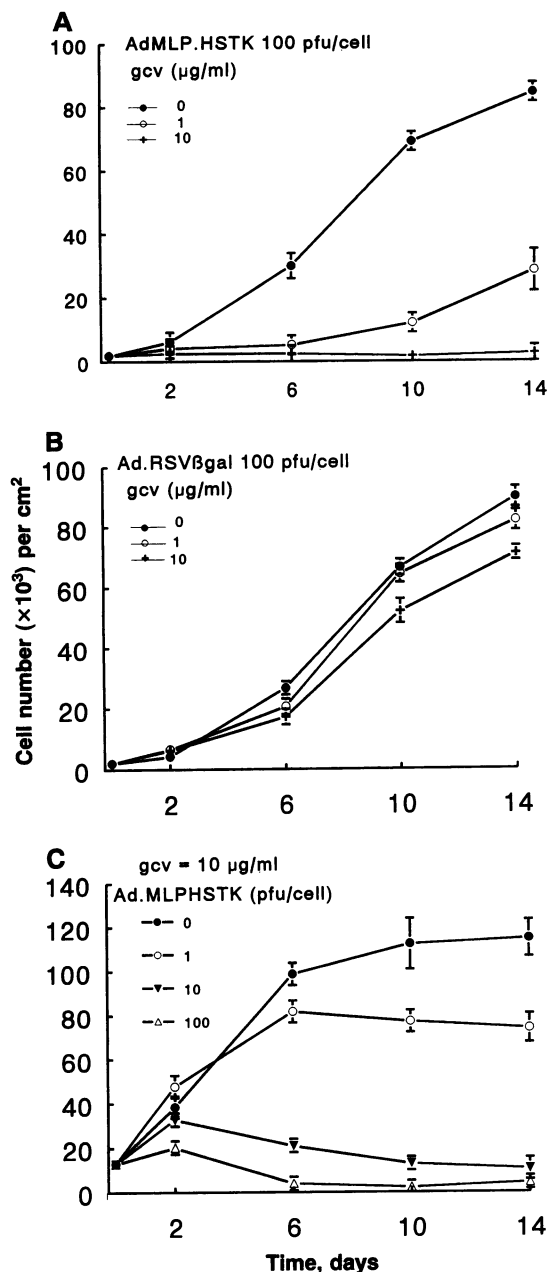 A
AdMLP.HSTK 100 pfu/cell
gcv (µg/ml)
0
1
10
100
80
60
40
20
0
2 6 10 14
B
Ad.RSVßgal 100 pfu/cell
gcv (µg/ml)
0
1
10
100
80
60
40
20
0
2 6 10 14
Cell number (×10³) per cm²
C
gcv = 10 µg/ml
Ad.MLPHSTK (pfu/cell)
0
1
10
100
140
120
100
80
60
40
20
0
2 6 10 14
Time, days